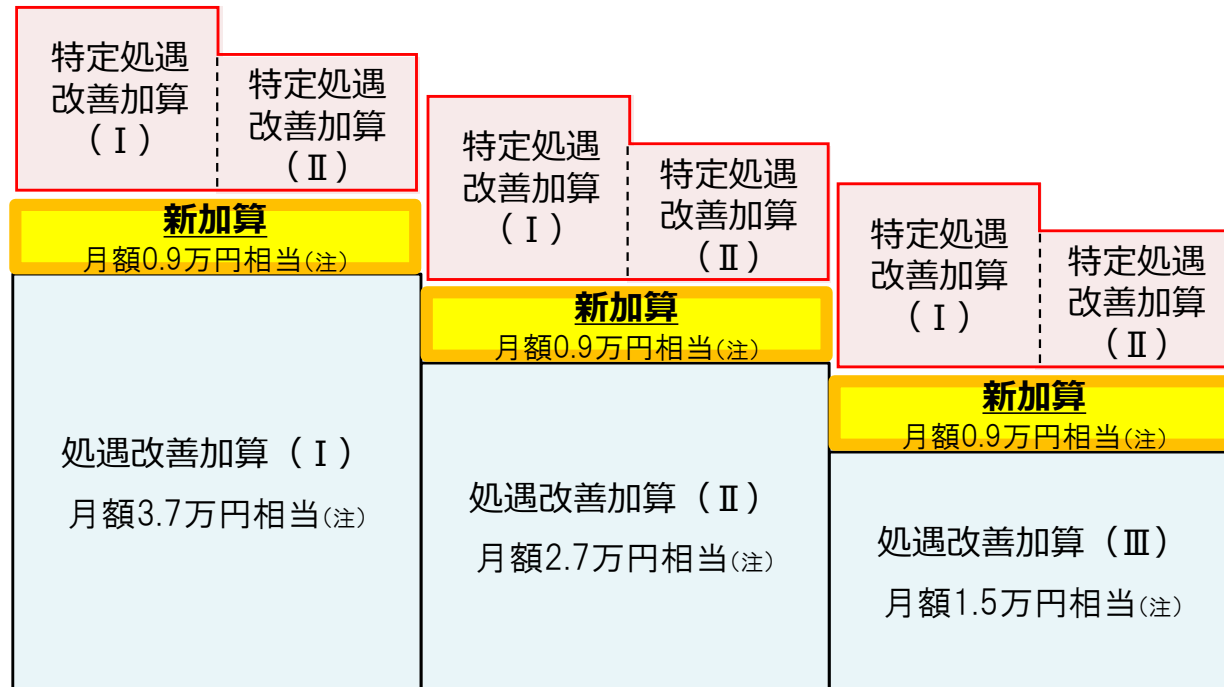 特定処遇
改善加算
(Ⅰ)
特定処遇
改善加算
(Ⅱ)
新加算
月額0.9万円相当(注)
処遇改善加算(Ⅰ)
月額3.7万円相当(注)
特定処遇
改善加算
(Ⅰ)
特定処遇
改善加算
(Ⅱ)
新加算
月額0.9万円相当(注)
処遇改善加算(Ⅱ)
月額2.7万円相当(注)
特定処遇
改善加算
(Ⅰ)
特定処遇
改善加算
(Ⅱ)
新加算
月額0.9万円相当(注)
処遇改善加算(Ⅲ)
月額1.5万円相当(注)